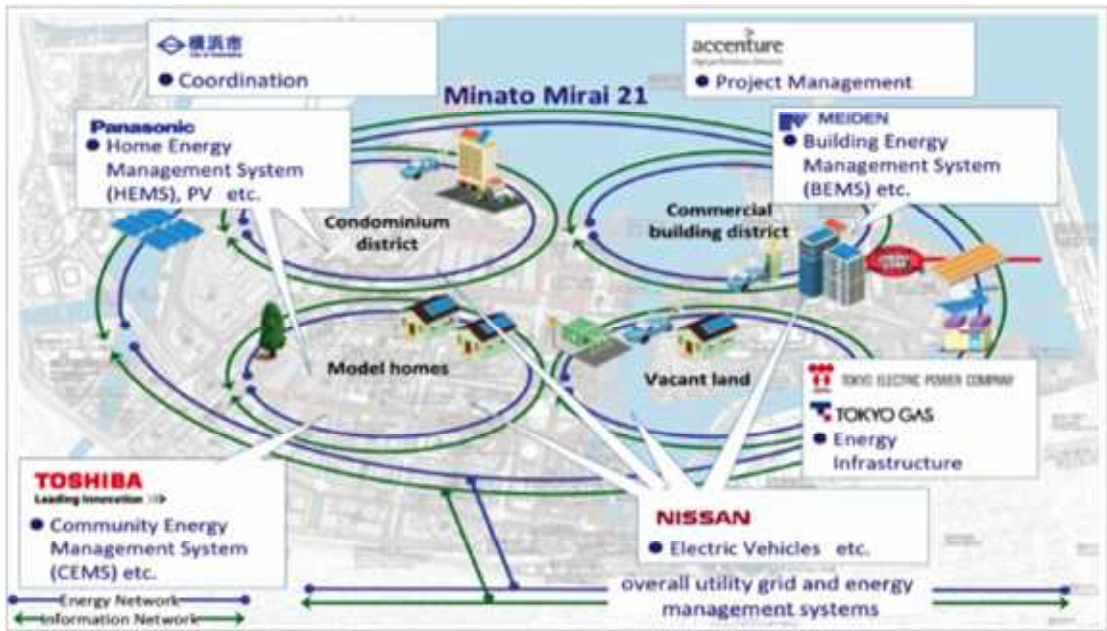 横浜市
Coordination
accenture
Project Management
Minato Mirai 21
Panasonic
Home Energy
Management System
(HEMS), PV etc.
MEIDEN
Building Energy
Management System
(BEMS) etc.
Condominium
district
Commercial
building district
Model homes
Vacant land
TOKYO ELECTRIC POWER COMPANY
TOKYO GAS
Energy
Infrastructure
TOSHIBA
Leading Innovation >>>
Community Energy
Management System
(CEMS) etc.
NISSAN
Electric Vehicles etc.
overall utility grid and energy
management systems
Energy Network
Information Network